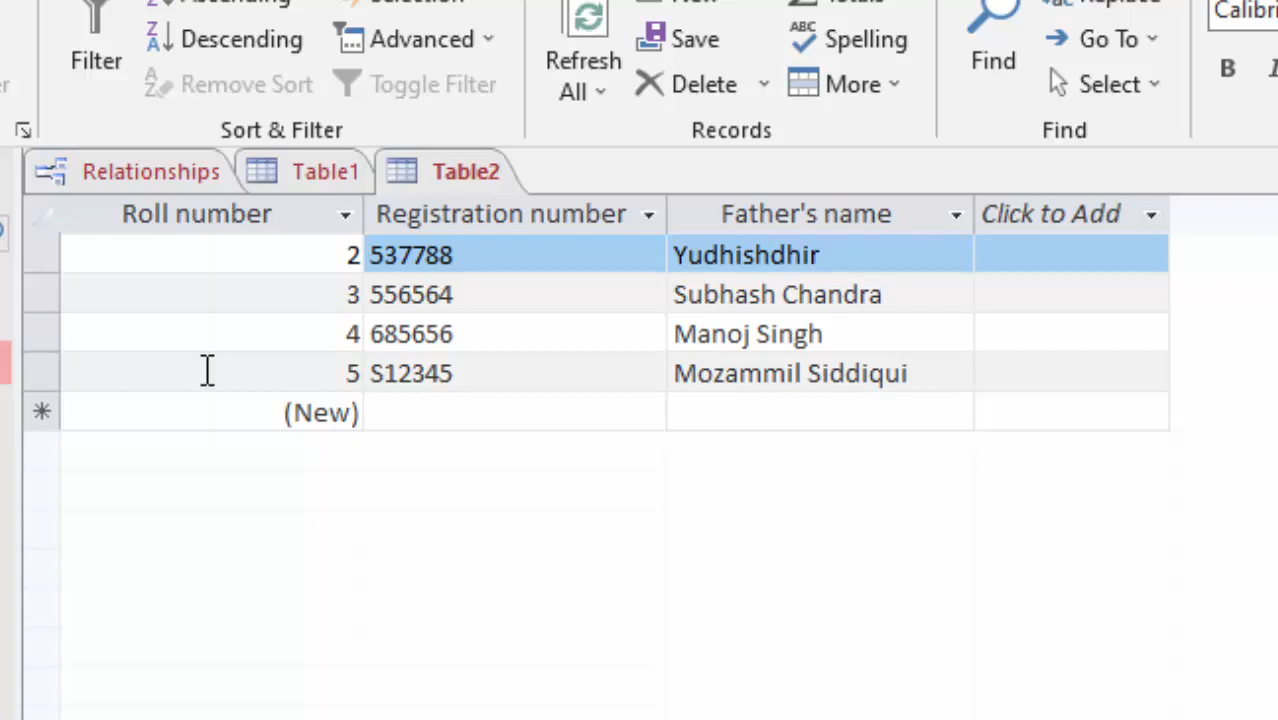 Filter
Descending
Advanced
Remove Sort
Toggle Filter
Sort & Filter
Refresh
All
Save
Spelling
Delete
More
Records
Find
Replace
Go To
Select
Find
Calibri
B
Relationships
Table1
Table2
Roll number Registration number Father's name Click to Add
2 537788 Yudhishdhir
3 556564 Subhash Chandra
4 685656 Manoj Singh
5 S12345 Mozammil Siddiqui
(New)